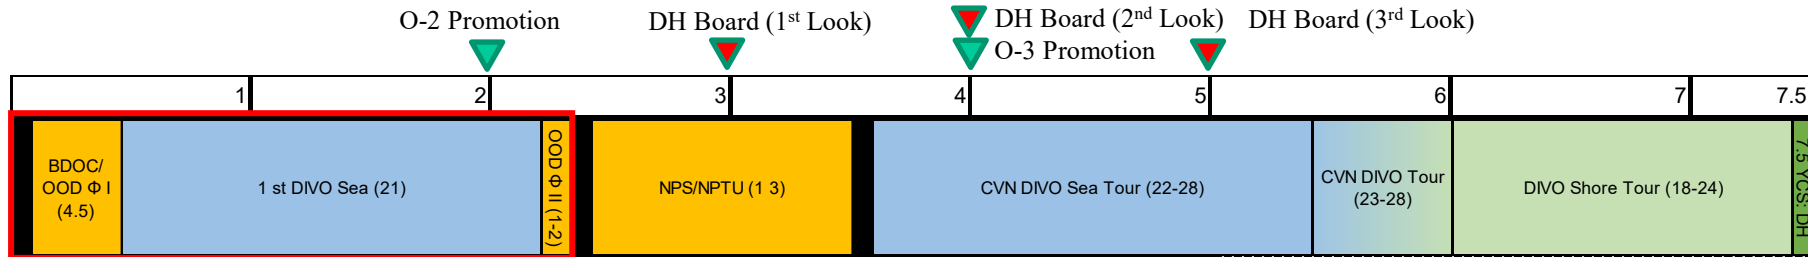 O-2 Promotion
DH Board (1st Look)
DH Board (2nd Look)
DH Board (3rd Look)
O-3 Promotion
1
2
3
4
5
6
7
7.5
BDOC/
OOD Φ I
(4.5)
1 st DIVO Sea (21)
OOD Φ II (1-2)
NPS/NPTU (1 3)
CVN DIVO Sea Tour (22-28)
CVN DIVO Tour
(23-28)
DIVO Shore Tour (18-24)
7.5 YCS: DH